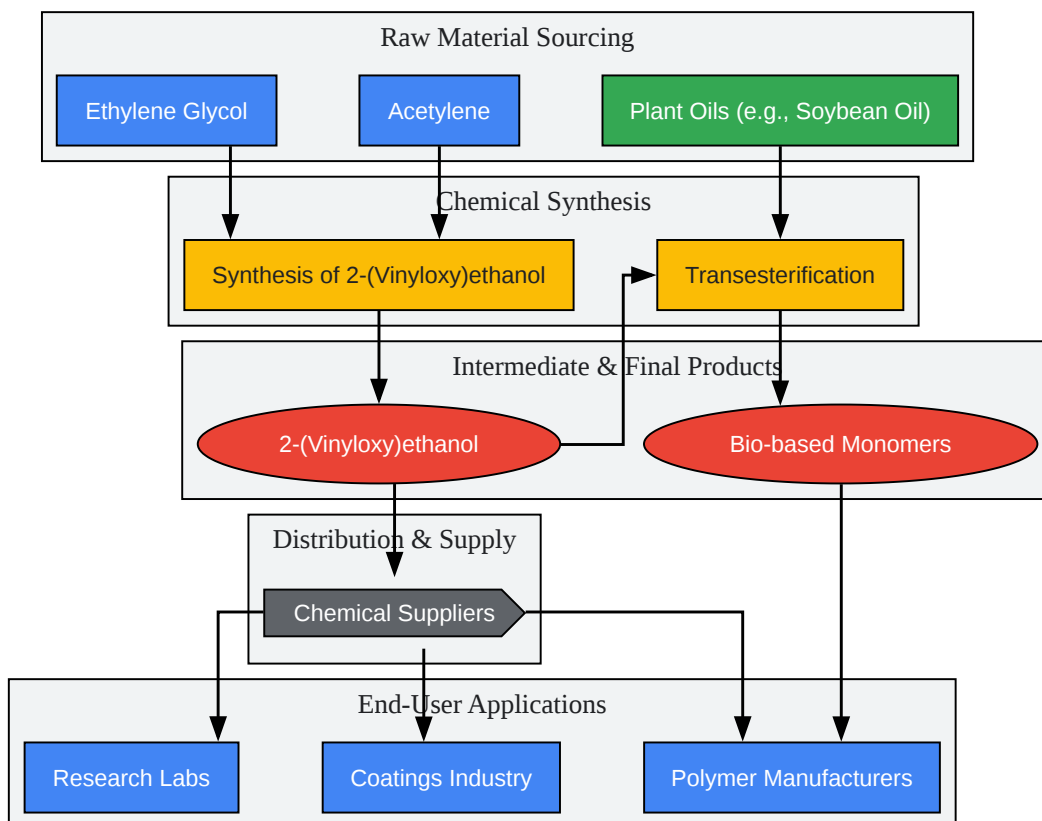 Raw Material Sourcing
Ethylene Glycol
Acetylene
Plant Oils (e.g., Soybean Oil)
Chemical Synthesis
Synthesis of 2-(Vinyloxy)ethanol
Transesterification
Intermediate & Final Products
2-(Vinyloxy)ethanol
Bio-based Monomers
Distribution & Supply
Chemical Suppliers
End-User Applications
Research Labs
Coatings Industry
Polymer Manufacturers